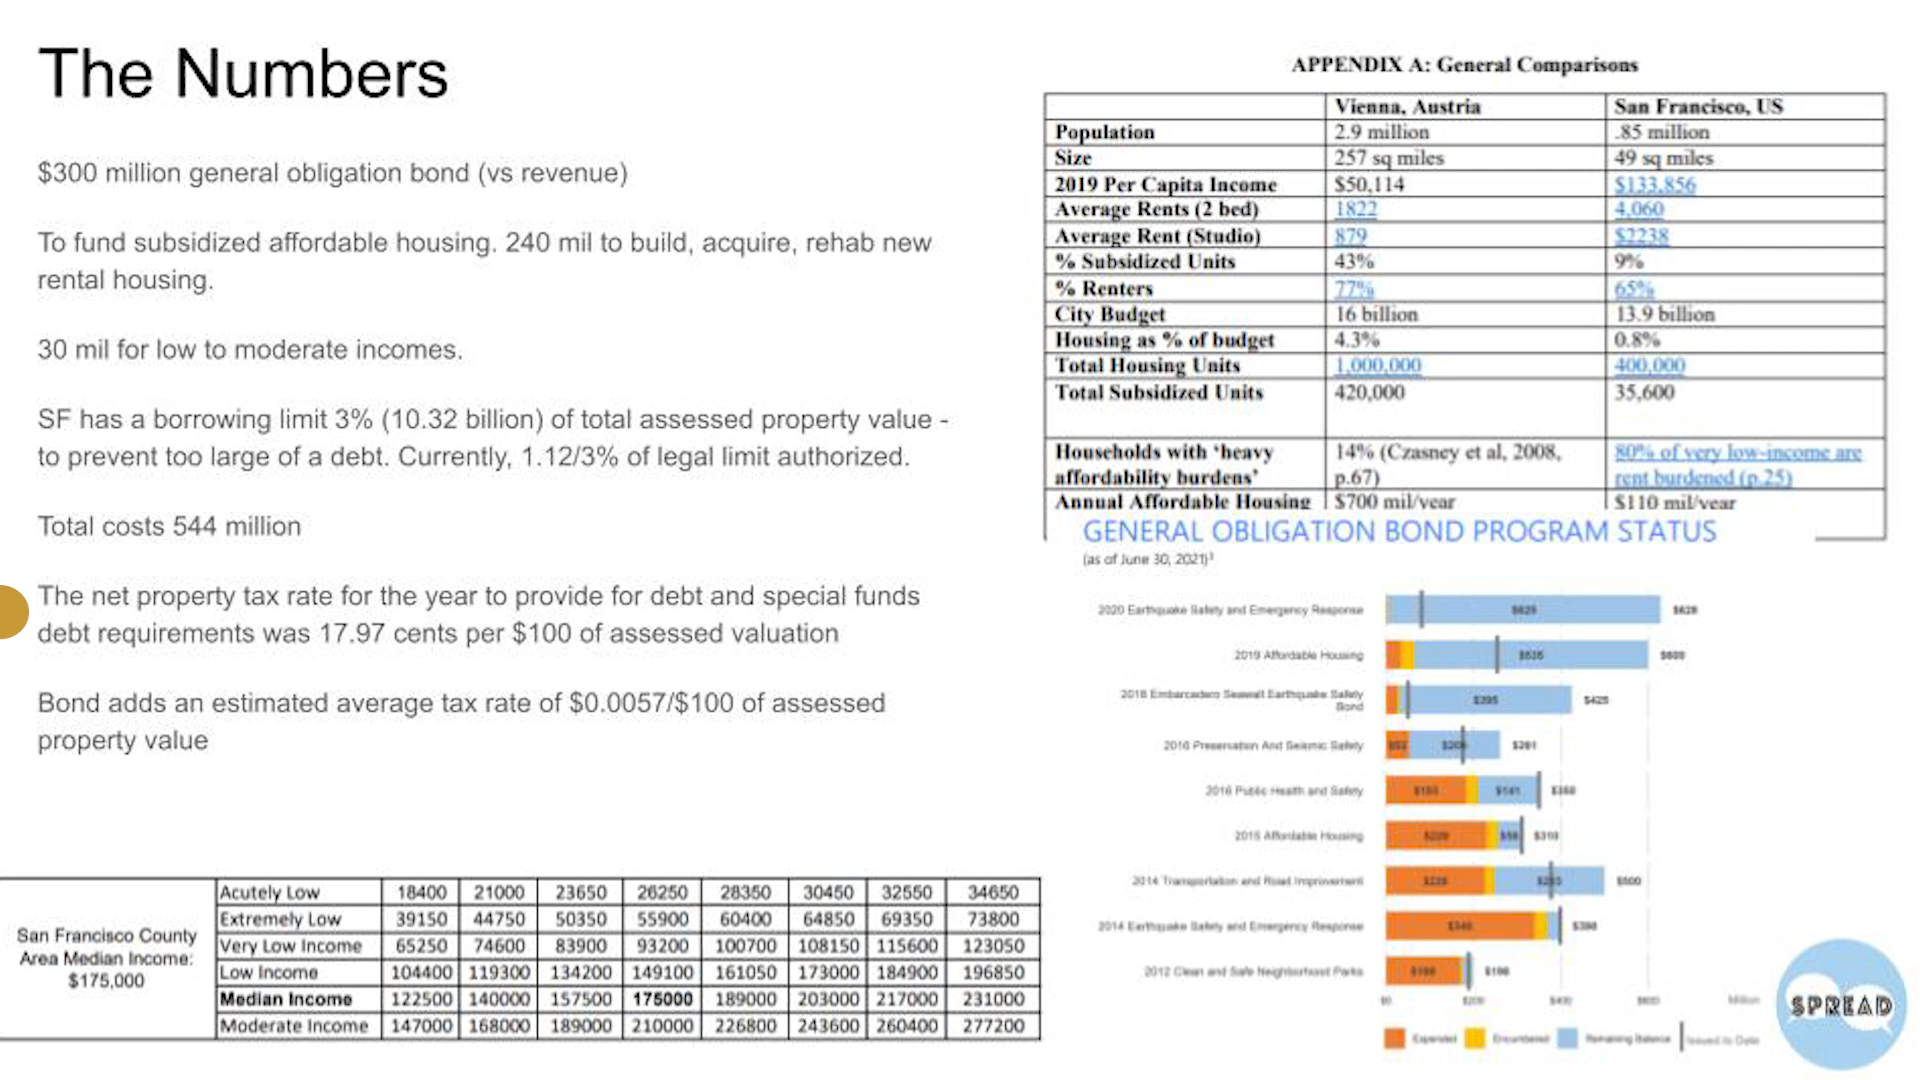 The Numbers
$300 million general obligation bond (vs revenue)
To fund subsidized affordable housing. 240 mil to build, acquire, rehab new
rental housing.
30 mil for low to moderate incomes.
SF has a borrowing limit 3% (10.32 billion) of total assessed property value -
to prevent too large of a debt. Currently, 1.12/3% of legal limit authorized.
Total costs 544 million
The net property tax rate for the year to provide for debt and special funds
debt requirements was 17.97 cents per $100 of assessed valuation
Bond adds an estimated average tax rate of $0.0057/$100 of assessed
property value
San Francisco County
Area Median Income:
$175,000
Acutely Low 18400 21000 23650 26250 28350 30450 32550 34650
Extremely Low 39150 44750 50350 55900 60400 64850 69350 73800
Very Low Income 65250 74600 83900 93200 100700 108150 115600 123050
Low Income 104400 119300 134200 149100 161050 173000 184900 196850
Median Income 122500 140000 157500 175000 189000 203000 217000 231000
Moderate Income 147000 168000 189000 210000 226800 243600 260400 277200
APPENDIX A: General Comparisons
Vienna, Austria San Francisco, US
Population 2.9 million .85 million
Size 257 sq miles 49 sq miles
2019 Per Capita Income $50,114 $133,856
Average Rents (2 bed) 1822 4,060
Average Rent (Studio) 879 $2238
% Subsidized Units 43% 9%
% Renters 77% 65%
City Budget 16 billion 13.9 billion
Housing as % of budget 4.3% 0.8%
Total Housing Units 1,000,000 400,000
Total Subsidized Units 420,000 35,600
Households with ‘heavy 14% (Czasney et al, 2008, 80% of very low-income are
affordability burdens’ p.67) rent burdened (p.25)
Annual Affordable Housing $700 mil/year $110 mil/year
GENERAL OBLIGATION BOND PROGRAM STATUS
(as of June 30, 2021)
2020 Earthquake Safety and Emergency Response
2019 Affordable Housing $600
2018 Embarcadero Seawall Earthquake Safety
Bond $425
2016 Preservation And Seismic Safety $261
2016 Public Health and Safety $141
2015 Affordable Housing
2014 Transportation and Road Improvement $500
2014 Earthquake Safety and Emergency Response
2012 Clean and Safe Neighborhood Parks
$0 $200 $400 $600 Million
Expended Encumbered Remaining Balance Issued to Date
SPREAD